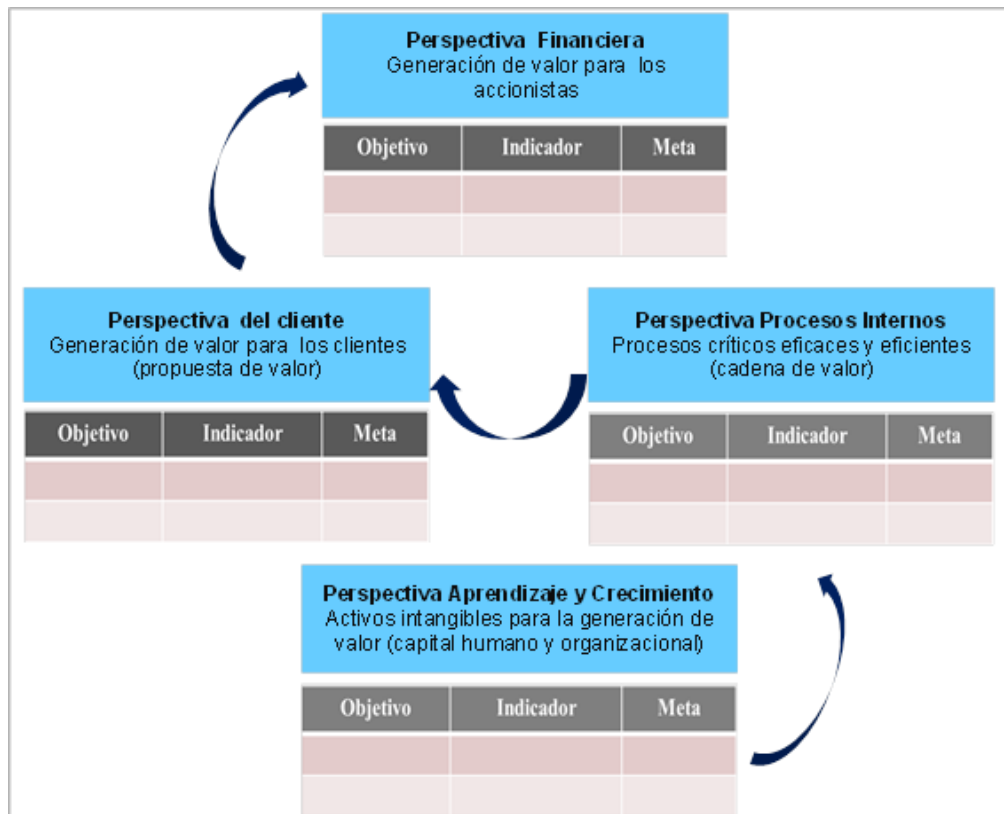 Perspectiva Financiera
Generación de valor para los
accionistas
Objetivo Indicador Meta
Perspectiva del cliente
Generación de valor para los clientes
(propuesta de valor)
Objetivo Indicador Meta
Perspectiva Procesos Internos
Procesos críticos eficaces y eficientes
(cadena de valor)
Objetivo Indicador Meta
Perspectiva Aprendizaje y Crecimiento
Activos intangibles para la generación de
valor (capital humano y organizacional)
Objetivo Indicador Meta